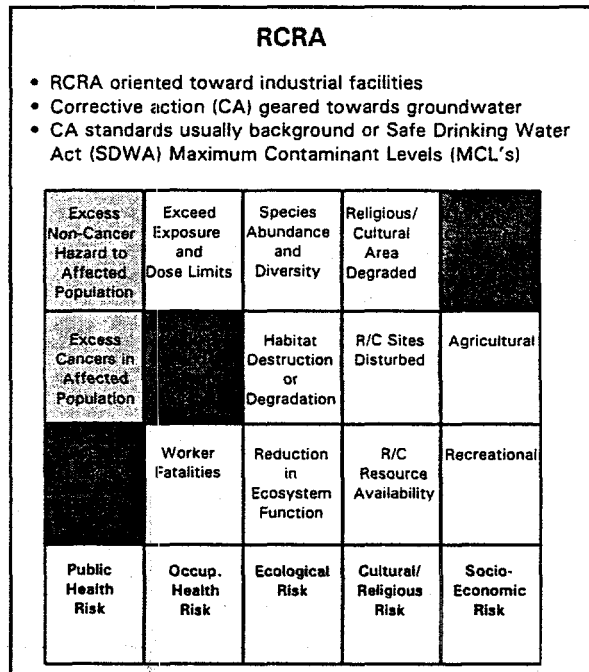 RCRA
• RCRA oriented toward industrial facilities
• Corrective action (CA) geared towards groundwater
• CA standards usually background or Safe Drinking Water
Act (SDWA) Maximum Contaminant Levels (MCL's)
Excess
Non-Cancer
Hazard to
Affected
Population
Exceed
Exposure
and
Dose Limits
Species
Abundance
and
Diversity
Religious/
Cultural
Area
Degraded
Excess
Cancers in
Affected
Population
Habitat
Destruction
or
Degradation
R/C Sites
Disturbed
Agricultural
Worker
Fatalities
Reduction
in
Ecosystem
Function
R/C
Resource
Availability
Recreational
Public
Health
Risk
Occup.
Health
Risk
Ecological
Risk
Cultural/
Religious
Risk
Socio-
Economic
Risk